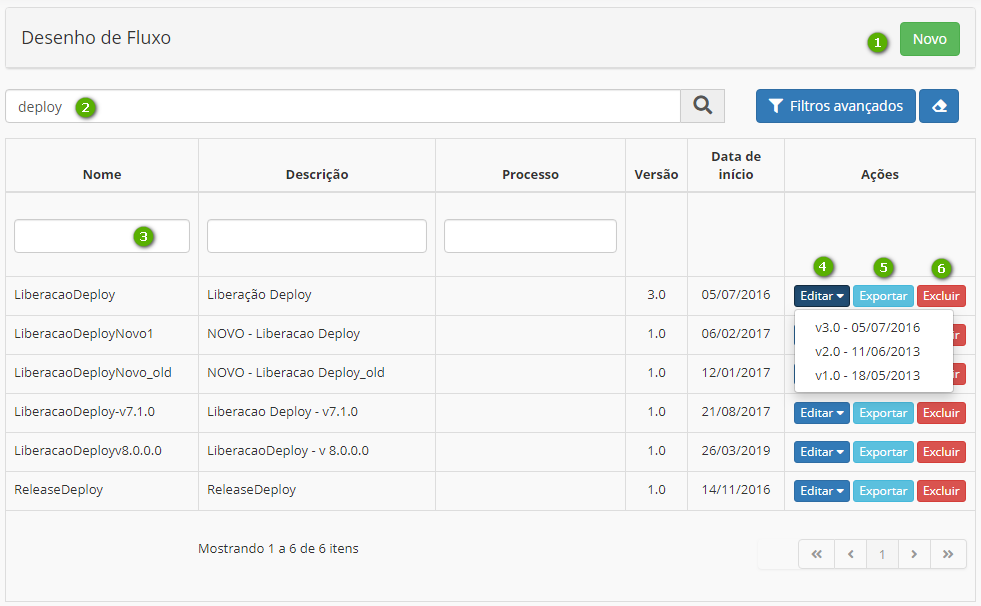 Desenho de Fluxo
1
Novo
deploy
2
Filtros avançados
Nome
Descrição
Processo
Versão
Data de
início
Ações
3
4
5
6
LiberacaoDeploy
Liberação Deploy
3.0
05/07/2016
Editar
Exportar
Excluir
v3.0 - 05/07/2016
v2.0 - 11/06/2013
v1.0 - 18/05/2013
LiberacaoDeployNovo1
NOVO - Liberacao Deploy
1.0
06/02/2017
ir
LiberacaoDeployNovo_old
NOVO - Liberacao Deploy_old
1.0
12/01/2017
ir
LiberacaoDeploy-v7.1.0
Liberacao Deploy - v7.1.0
1.0
21/08/2017
Editar
Exportar
Excluir
LiberacaoDeployv8.0.0.0
LiberacaoDeploy - v 8.0.0.0
1.0
26/03/2019
Editar
Exportar
Excluir
ReleaseDeploy
ReleaseDeploy
1.0
14/11/2016
Editar
Exportar
Excluir
Mostrando 1 a 6 de 6 itens
«
‹
1
›
»